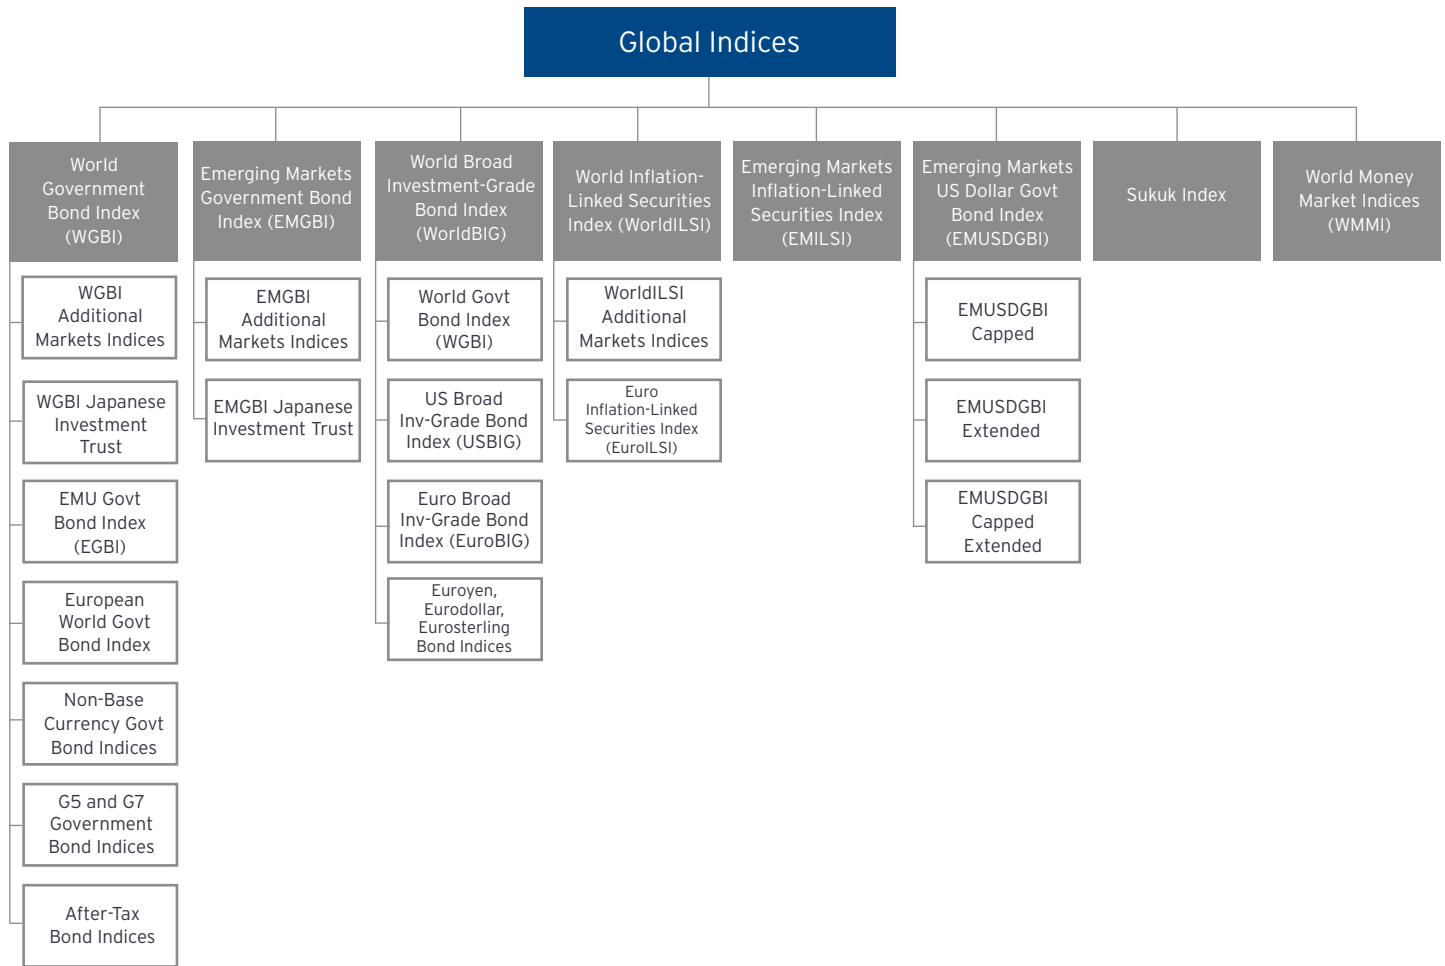 Global Indices
World
Government
Bond Index
(WGBI)
Emerging Markets
Government Bond
Index (EMGBI)
World Broad
Investment-Grade
Bond Index
(WorldBIG)
World Inflation-
Linked Securities
Index (WorldILSI)
Emerging Markets
Inflation-Linked
Securities Index
(EMILSI)
Emerging Markets
US Dollar Govt
Bond Index
(EMUSDGBI)
Sukuk Index
World Money
Market Indices
(WMMI)
WGBI
Additional
Markets Indices
WGBI Japanese
Investment
Trust
EMU Govt
Bond Index
(EGBI)
European
World Govt
Bond Index
Non-Base
Currency Govt
Bond Indices
G5 and G7
Government
Bond Indices
After-Tax
Bond Indices
EMGBI
Additional
Markets Indices
EMGBI Japanese
Investment Trust
World Govt
Bond Index
(WGBI)
US Broad
Inv-Grade Bond
Index (USBIG)
Euro Broad
Inv-Grade Bond
Index (EuroBIG)
Euroyen,
Eurodollar,
Eurosterling
Bond Indices
WorldILSI
Additional
Markets Indices
Euro
Inflation-Linked
Securities Index
(EuroILSI)
EMUSDGBI
Capped
EMUSDGBI
Extended
EMUSDGBI
Capped
Extended